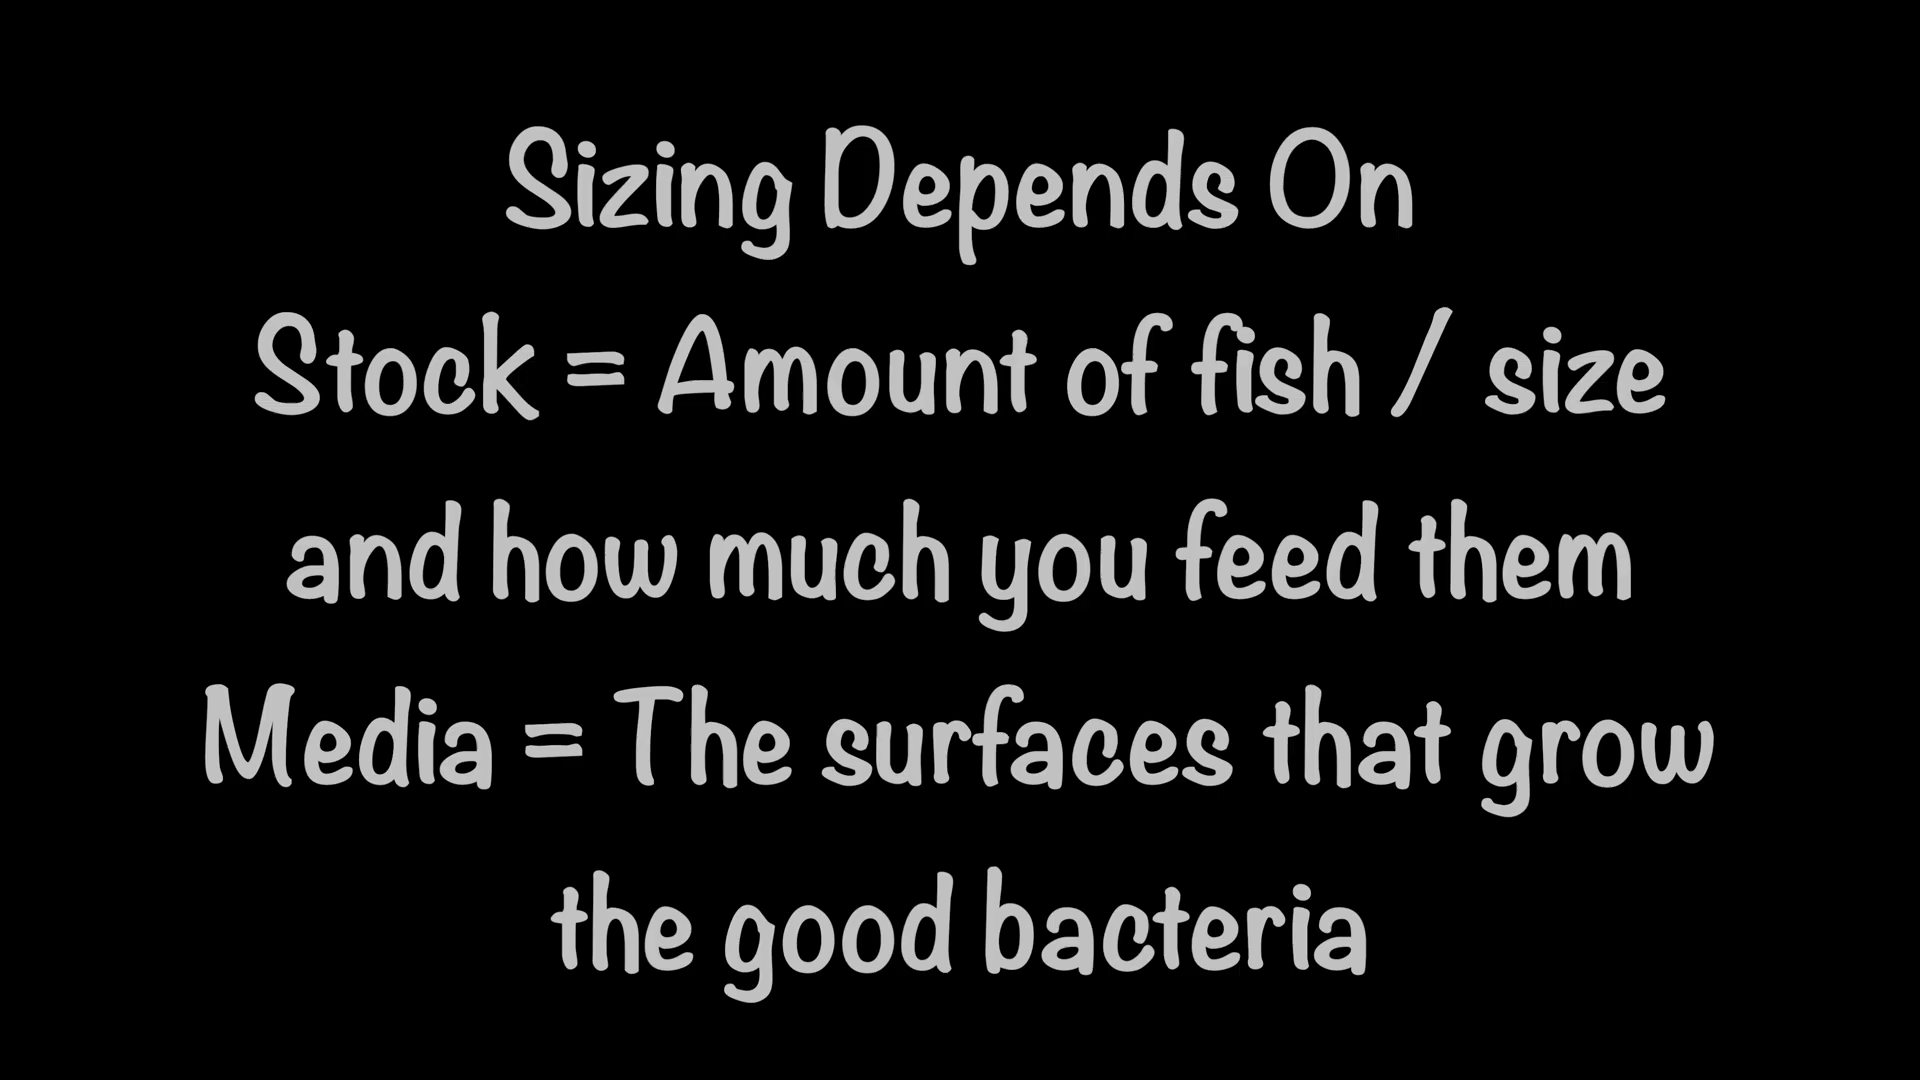 Sizing Depends On
Stock = Amount of fish / size
and how much you feed them
Media = The surfaces that grow
the good bacteria